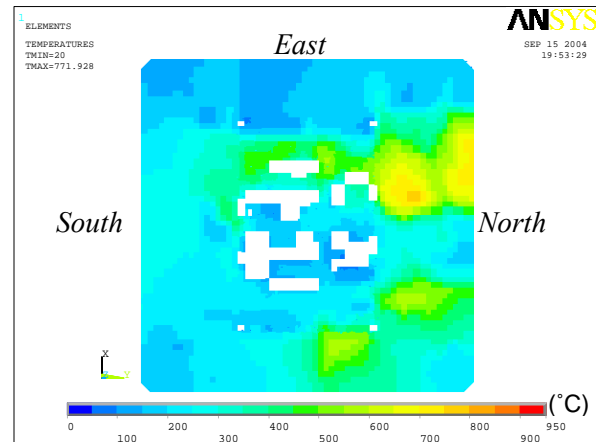 1
ELEMENTS
TEMPERATURES
TMIN=20
TMAX=771.928
ANSYS
SEP 15 2004
19:53:29
East
South
North
X
Z Y
0 200 400 600 800 950
100 300 500 700 900
(°C)